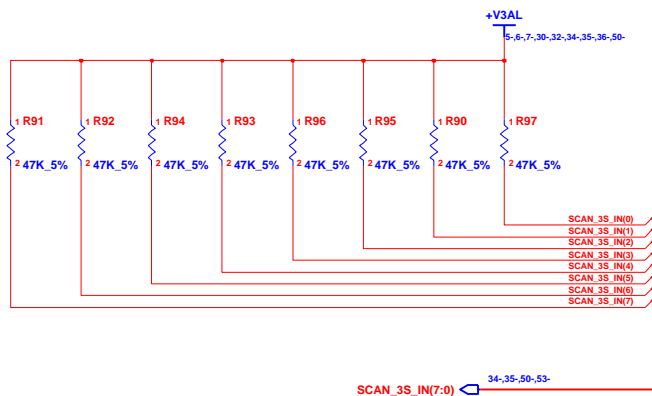 +V3AL
5-,6-,7-,30-,32-,34-,35-,36-,50-
1 R91 1 R92 1 R94 1 R93 1 R96 1 R95 1 R90 1 R97
2 47K_5% 2 47K_5% 2 47K_5% 2 47K_5% 2 47K_5% 2 47K_5% 2 47K_5% 2 47K_5%
SCAN_3S_IN(0)
SCAN_3S_IN(1)
SCAN_3S_IN(2)
SCAN_3S_IN(3)
SCAN_3S_IN(4)
SCAN_3S_IN(5)
SCAN_3S_IN(6)
SCAN_3S_IN(7)
34-,35-,50-,53-
SCAN_3S_IN(7:0)